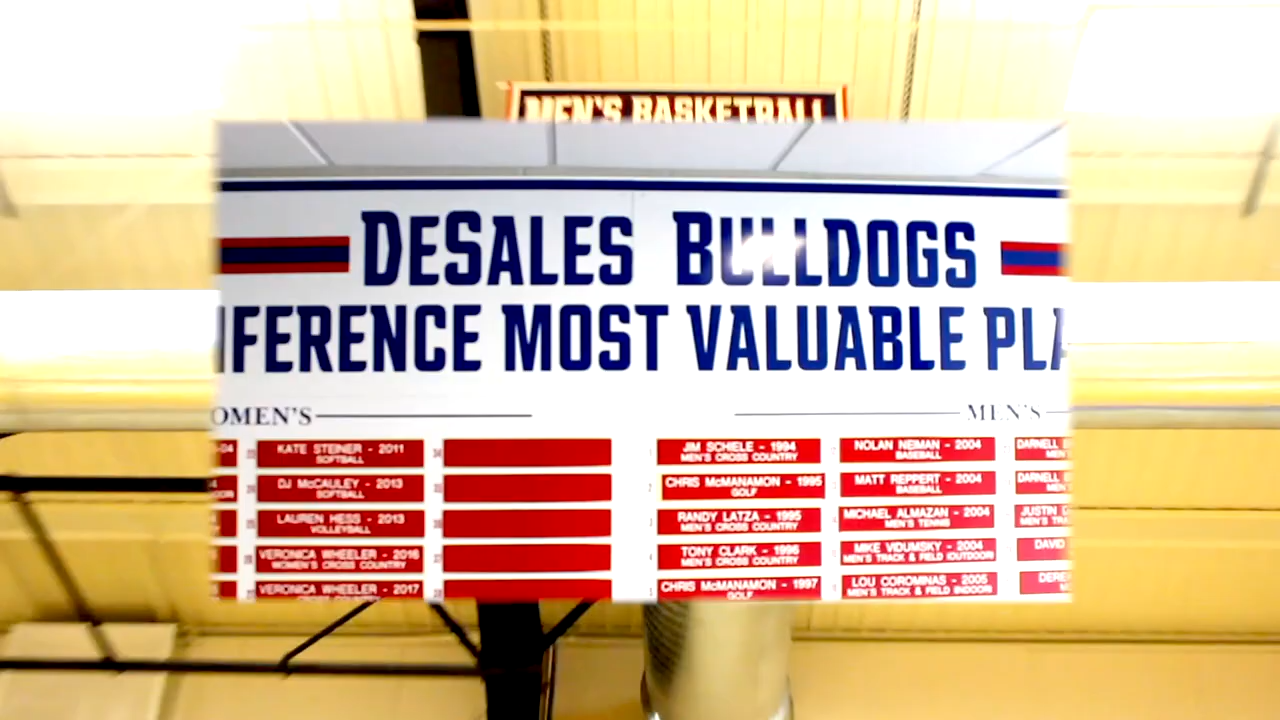 MEN'S BASKETBALL
DESALES BULLDOGS
NFERENCE MOST VALUABLE PLA
OMEN'S
MEN'S
KATE STEINER - 2011
SOFTBALL
DJ McCAULEY - 2013
SOFTBALL
LAUREN HESS - 2013
VOLLEYBALL
VERONICA WHEELER - 2016
WOMEN'S CROSS COUNTRY
VERONICA WHEELER - 2017
JIM SCHIELE - 1994
MEN'S CROSS COUNTRY
CHRIS McMANAMON - 1995
GOLF
RANDY LATZA - 1995
MEN'S CROSS COUNTRY
TONY CLARK - 1996
MEN'S CROSS COUNTRY
CHRIS McMANAMON - 1997
GOLF
NOLAN NEIMAN - 2004
BASEBALL
MATT REPPERT - 2004
BASEBALL
MICHAEL ALMAZAN - 2004
MEN'S TENNIS
MIKE VIDUMSKY - 2004
MEN'S TRACK & FIELD (OUTDOOR)
LOU COROMINAS - 2005
MEN'S TRACK & FIELD (INDOOR)
DARNELL
DARNELL
JUSTIN
DAVID